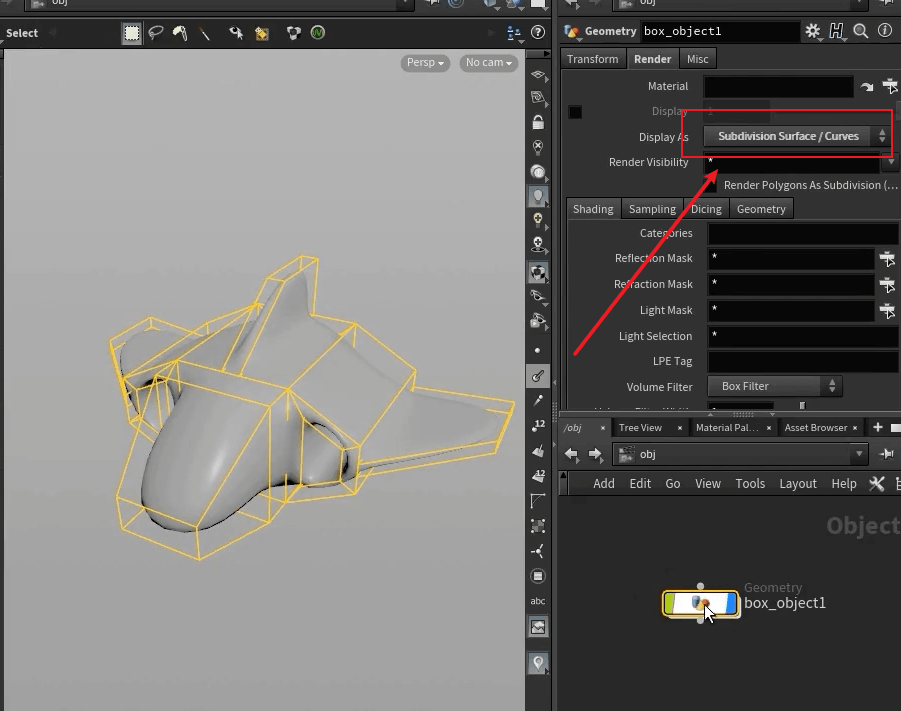 obj
obj
Select
Geometry box_object1
Persp No cam
Transform Render Misc
Material
Display 1
Display As Subdivision Surface / Curves
Render Visibility *
Render Polygons As Subdivision (...
Shading Sampling Dicing Geometry
Categories
Reflection Mask *
Refraction Mask *
Light Mask *
Light Selection *
LPE Tag
Volume Filter Box Filter
12
12
abc
/obj × Tree View × Material Pal... × Asset Browser × +
obj
Add Edit Go View Tools Layout Help
Object
Geometry
box_object1